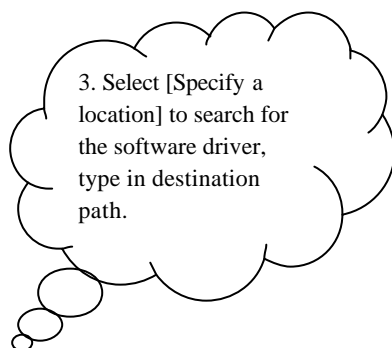 3. Select [Specify a
location] to search for
the software driver,
type in destination
path.